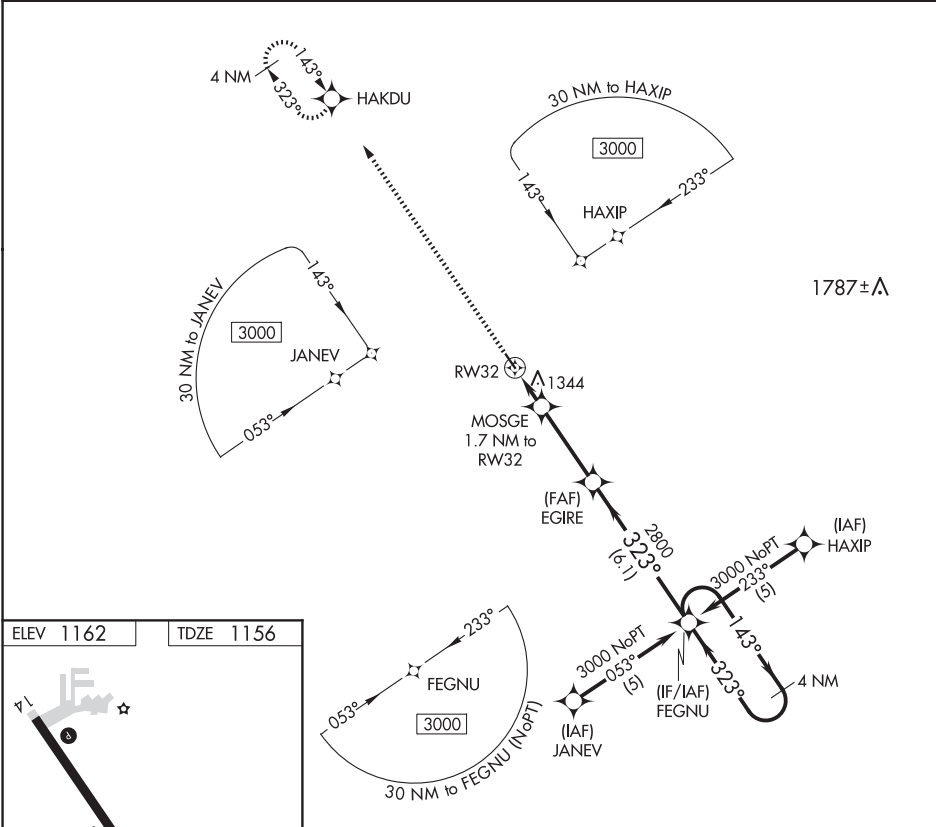 4 NM
143°
323°
HAKDU
30 NM to HAXIP
3000
143°
233°
HAXIP
1787±
30 NM to JANEV
143°
3000
JANEV
053°
RW32
1344
MOSGE
1.7 NM to
RW32
(FAF)
EGIRE
2800
323°
(6.1)
(IAF)
HAXIP
3000 NoPT
233°
(5)
143°
323°
4 NM
3000 NoPT
053°
(5)
(IF/IAF)
FEGNU
(IAF)
JANEV
233°
053°
FEGNU
3000
30 NM to FEGNU (NoPT)
ELEV 1162
TDZE 1156
14
P